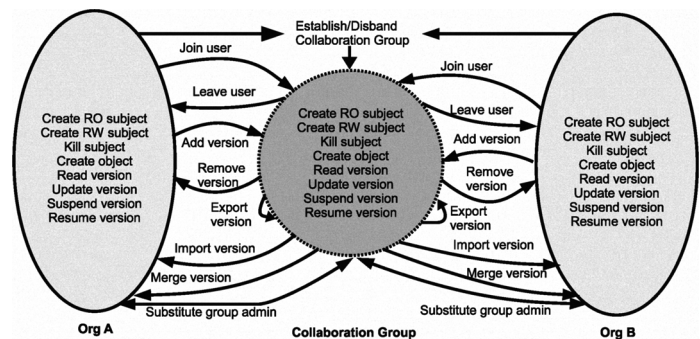 Establish/Disband
Collaboration Group
Join user
Leave user
Add version
Remove
version
Export
version
Import version
Merge version
Substitute group admin
Create RO subject
Create RW subject
Kill subject
Create object
Read version
Update version
Suspend version
Resume version
Org A
Create RO subject
Create RW subject
Kill subject
Create object
Read version
Update version
Suspend version
Resume version
Collaboration Group
Join user
Leave user
Add version
Remove
version
Export
version
Import version
Merge version
Substitute group admin
Create RO subject
Create RW subject
Kill subject
Create object
Read version
Update version
Suspend version
Resume version
Org B